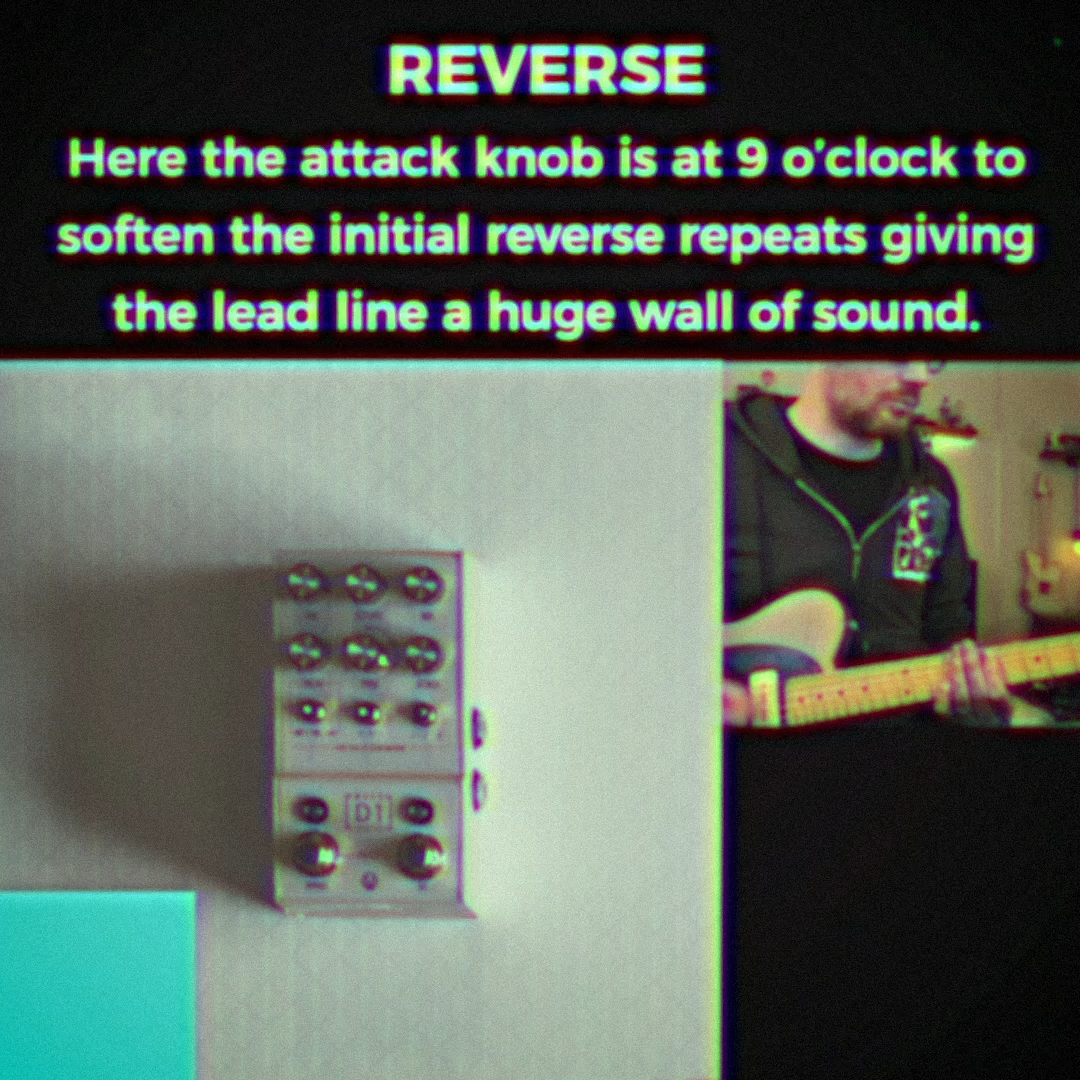 REVERSE
Here the attack knob is at 9 o'clock to
soften the initial reverse repeats giving
the lead line a huge wall of sound.
D1